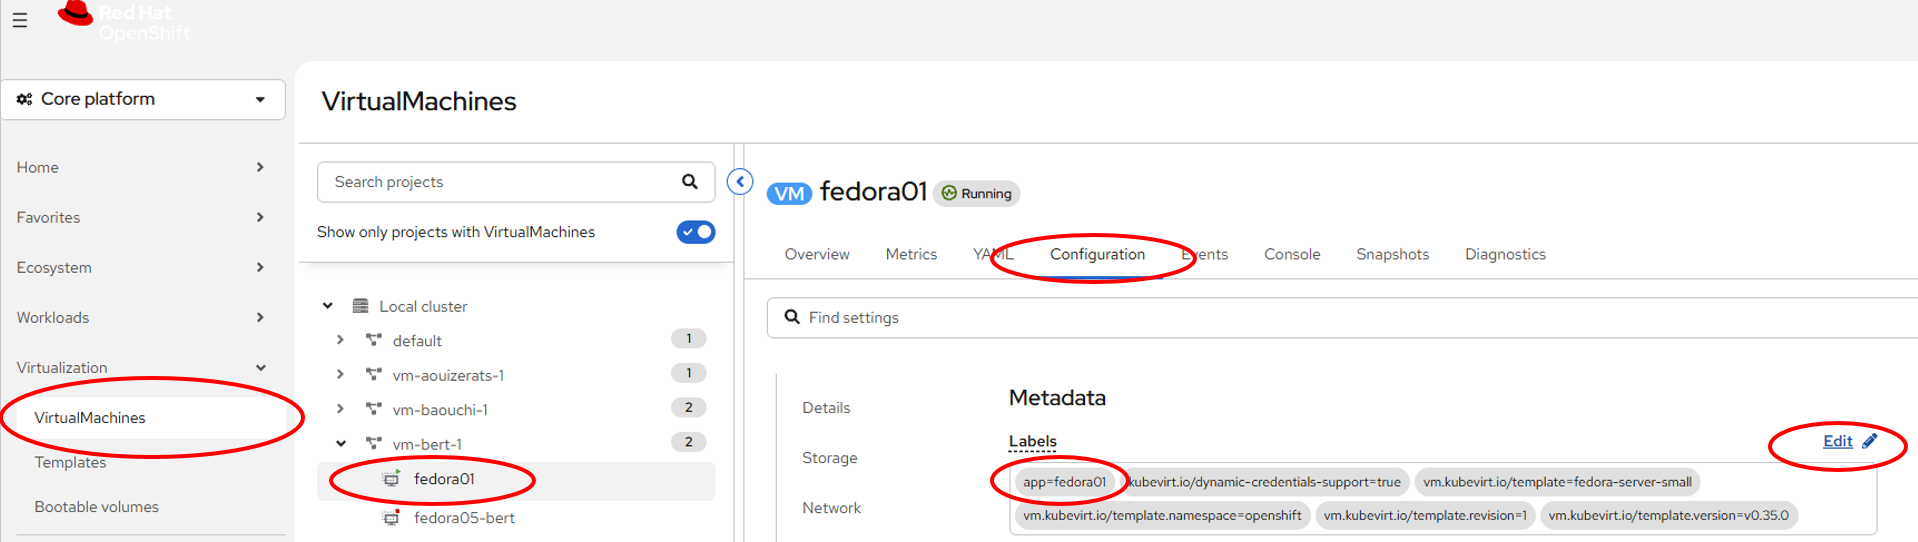 Red Hat
OpenShift
Core platform
Home
Favorites
Ecosystem
Workloads
Virtualization
VirtualMachines
Templates
Bootable volumes
VirtualMachines
Search projects
Show only projects with VirtualMachines
Local cluster
default 1
vm-aouizerats-1 1
vm-baouchi-1 2
vm-bert-1 2
fedora01
fedora05-bert
VM fedora01 Running
Overview Metrics YAML Configuration Events Console Snapshots Diagnostics
Find settings
Details
Storage
Network
Metadata
Labels Edit
app=fedora01 kubevirt.io/dynamic-credentials-support=true vm.kubevirt.io/template=fedora-server-small
vm.kubevirt.io/template.namespace=openshift vm.kubevirt.io/template.revision=1 vm.kubevirt.io/template.version=v0.35.0